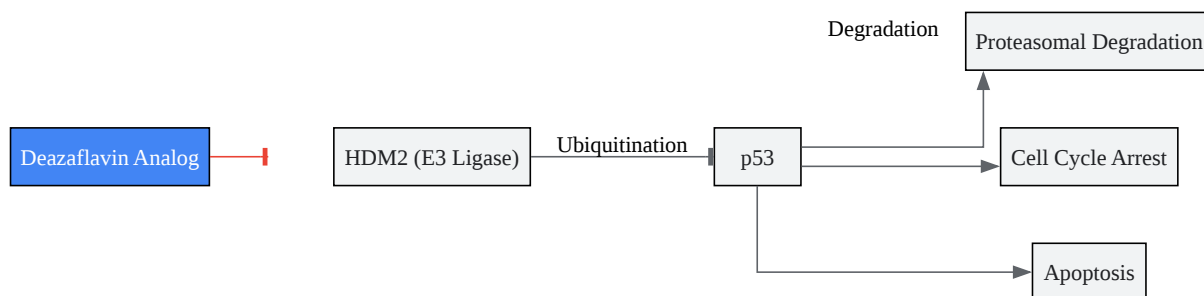 Degradation
Proteasomal Degradation
Deazaflavin Analog
HDM2 (E3 Ligase)
Ubiquitination
p53
Cell Cycle Arrest
Apoptosis